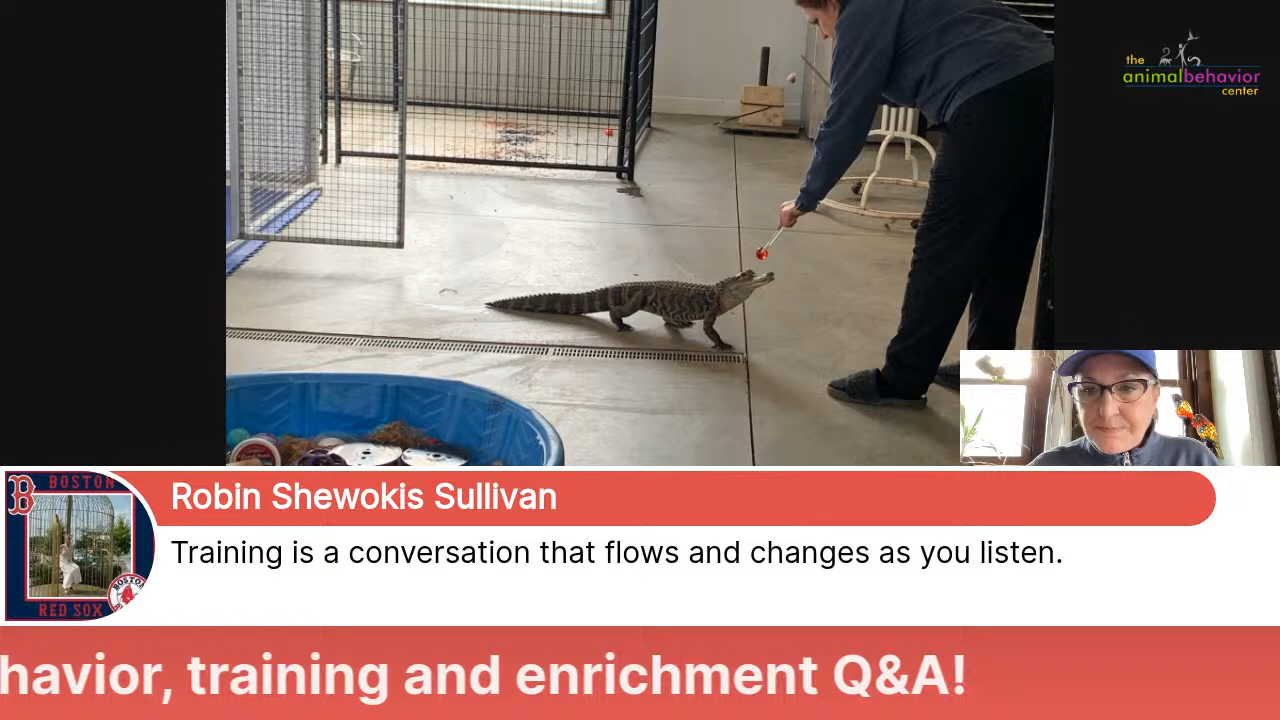 the
animalbehavior
center
B BOSTON
RED SOX
BOSTON
Robin Shewokis Sullivan
Training is a conversation that flows and changes as you listen.
havior, training and enrichment Q&A!